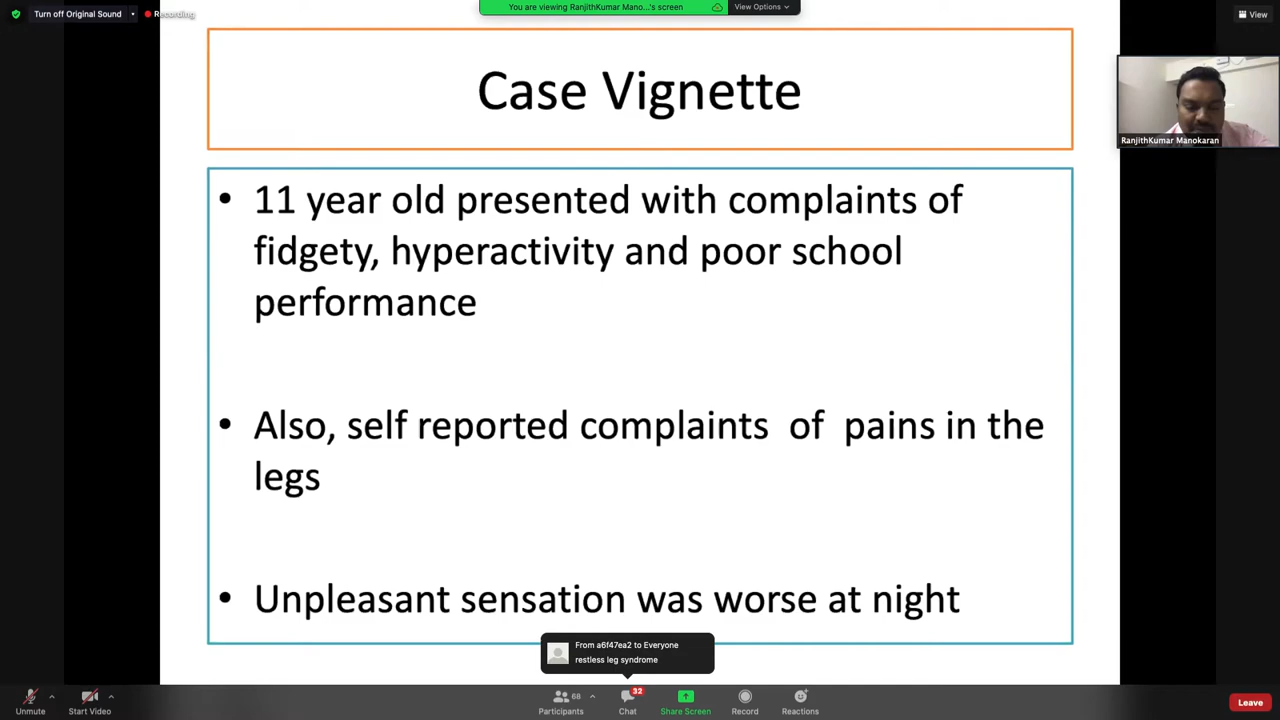 Turn off Original Sound
Recording
You are viewing RanjithKumar Mano...'s screen
View Options
View
Case Vignette
RanjithKumar Manokaran
• 11 year old presented with complaints of
fidgety, hyperactivity and poor school
performance
• Also, self reported complaints of pains in the
legs
• Unpleasant sensation was worse at night
From a6f47ea2 to Everyone
restless leg syndrome
Unmute
Start Video
68
Participants
32
Chat
Share Screen
Record
Reactions
Leave